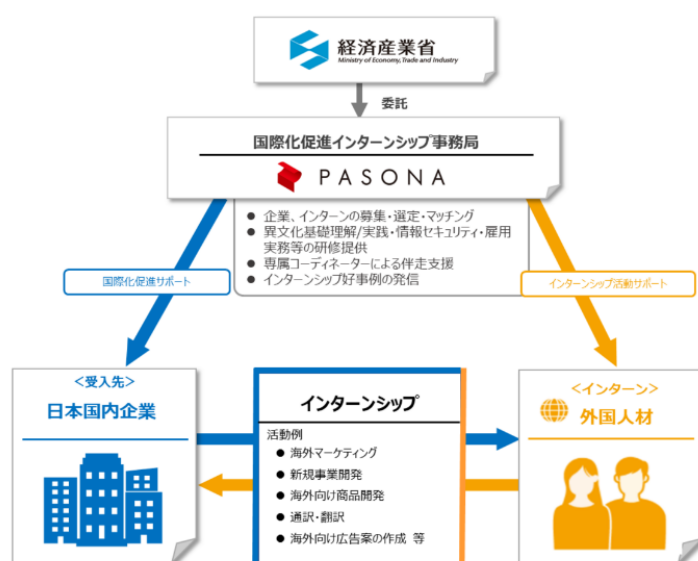 経済産業省
Ministry of Economy, Trade and Industry
委託
国際化促進インターンシップ事務局
PASONA
● 企業、インターンの募集・選定・マッチング
● 異文化基礎理解/実践・情報セキュリティ・雇用
実務等の研修提供
● 専属コーディネーターによる伴走支援
● インターンシップ好事例の発信
国際化促進サポート
インターンシップ活動サポート
<受入先>
日本国内企業
インターンシップ
活動例
● 海外マーケティング
● 新規事業開発
● 海外向け商品開発
● 通訳・翻訳
● 海外向け広告案の作成 等
<インターン>
外国人材